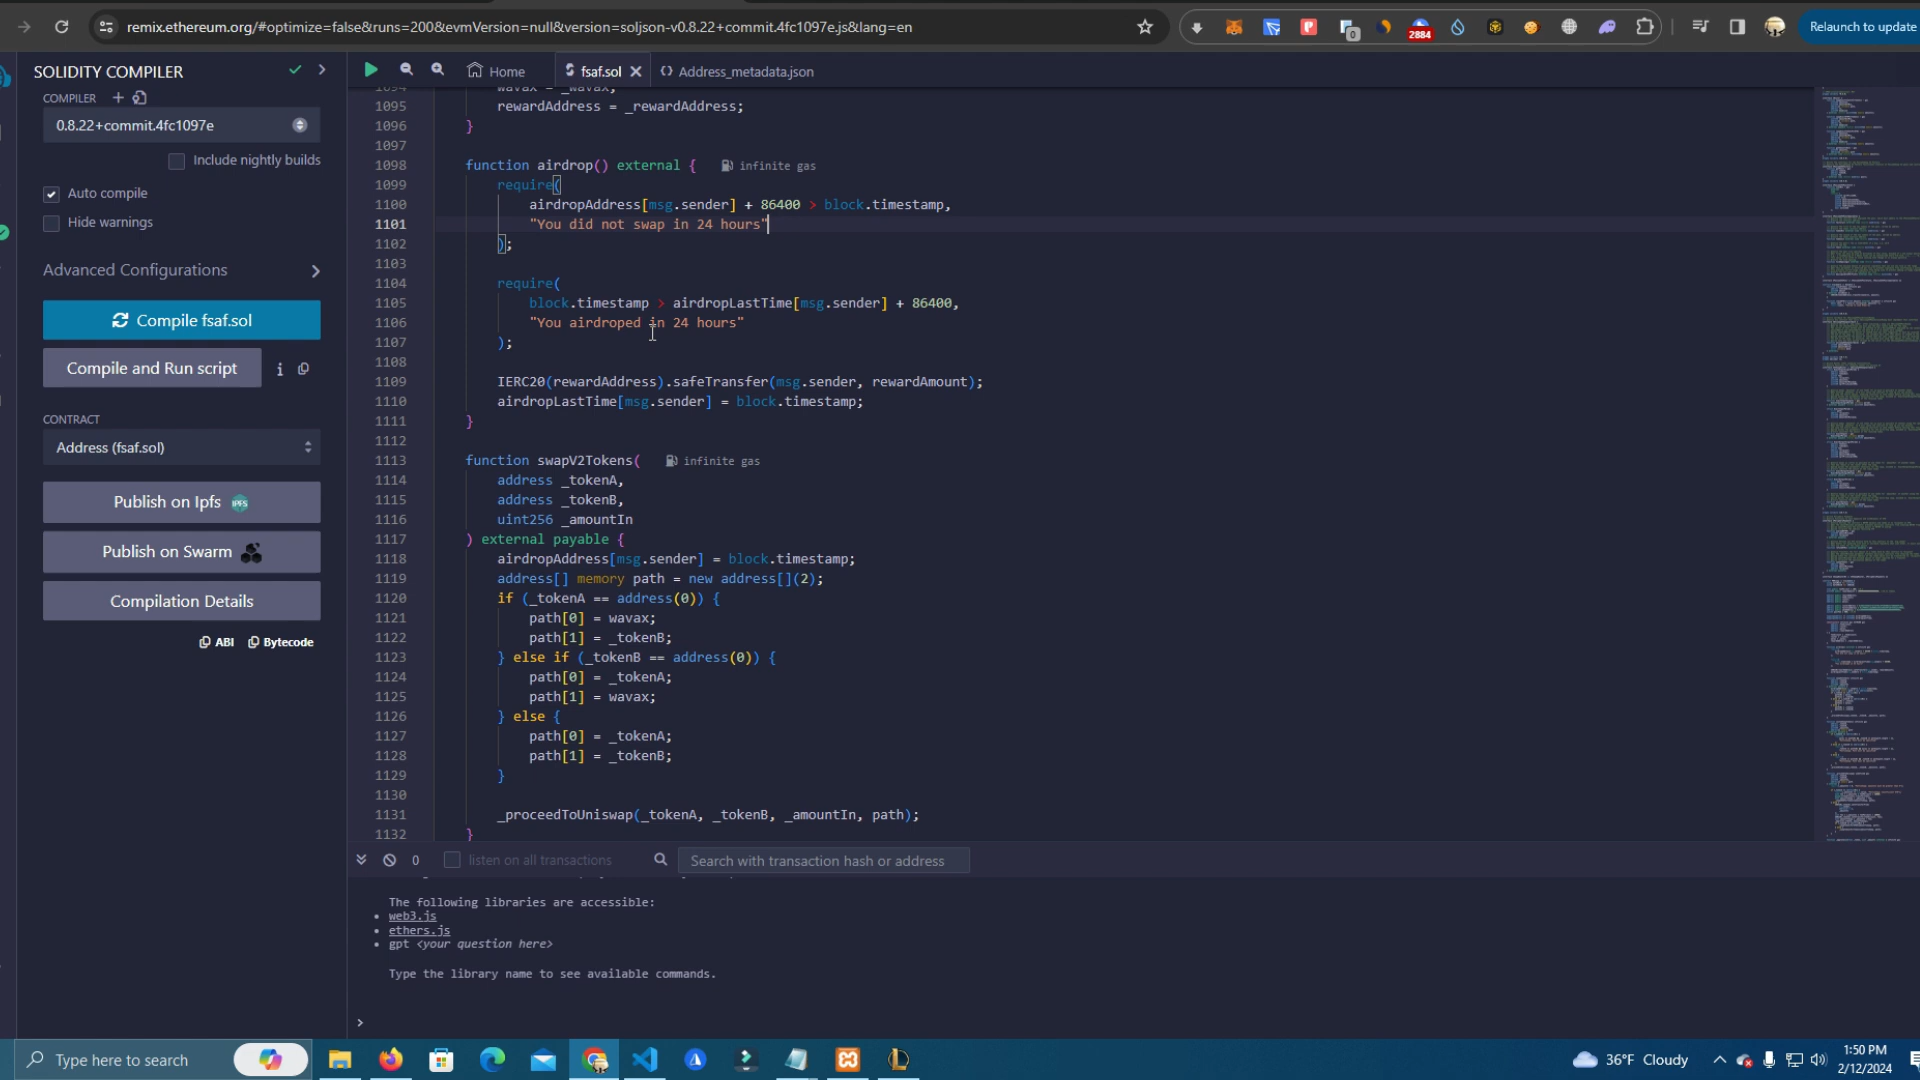 remix.ethereum.org/#optimize=false&runs=200&evmVersion=null&version=soljson-v0.8.22+commit.4fc1097e.js&lang=en
0
2884
Relaunch to update
SOLIDITY COMPILER
COMPILER
0.8.22+commit.4fc1097e
Include nightly builds
Auto compile
Hide warnings
Advanced Configurations
Compile fsaf.sol
Compile and Run script
CONTRACT
Address (fsaf.sol)
Publish on Ipfs
IPFS
Publish on Swarm
Compilation Details
ABI Bytecode
Home
fsaf.sol
Address_metadata.json
1094 wavax = _wavax;
1095 rewardAddress = _rewardAddress;
1096 }
1097
1098 function airdrop() external { infinite gas
1099 require(
1100 airdropAddress[msg.sender] + 86400 > block.timestamp,
1101 "You did not swap in 24 hours"
1102 );
1103
1104 require(
1105 block.timestamp > airdropLastTime[msg.sender] + 86400,
1106 "You airdroped in 24 hours"
1107 );
1108
1109 IERC20(rewardAddress).safeTransfer(msg.sender, rewardAmount);
1110 airdropLastTime[msg.sender] = block.timestamp;
1111 }
1112
1113 function swapV2Tokens( infinite gas
1114 address _tokenA,
1115 address _tokenB,
1116 uint256 _amountIn
1117 ) external payable {
1118 airdropAddress[msg.sender] = block.timestamp;
1119 address[] memory path = new address[](2);
1120 if (_tokenA == address(0)) {
1121 path[0] = wavax;
1122 path[1] = _tokenB;
1123 } else if (_tokenB == address(0)) {
1124 path[0] = _tokenA;
1125 path[1] = wavax;
1126 } else {
1127 path[0] = _tokenA;
1128 path[1] = _tokenB;
1129 }
1130
1131 _proceedToUniswap(_tokenA, _tokenB, _amountIn, path);
1132 }
0
listen on all transactions
Search with transaction hash or address
The following libraries are accessible:
• web3.js
• ethers.js
• gpt <your question here>
Type the library name to see available commands.
>
Type here to search
36°F Cloudy
1:50 PM
2/12/2024